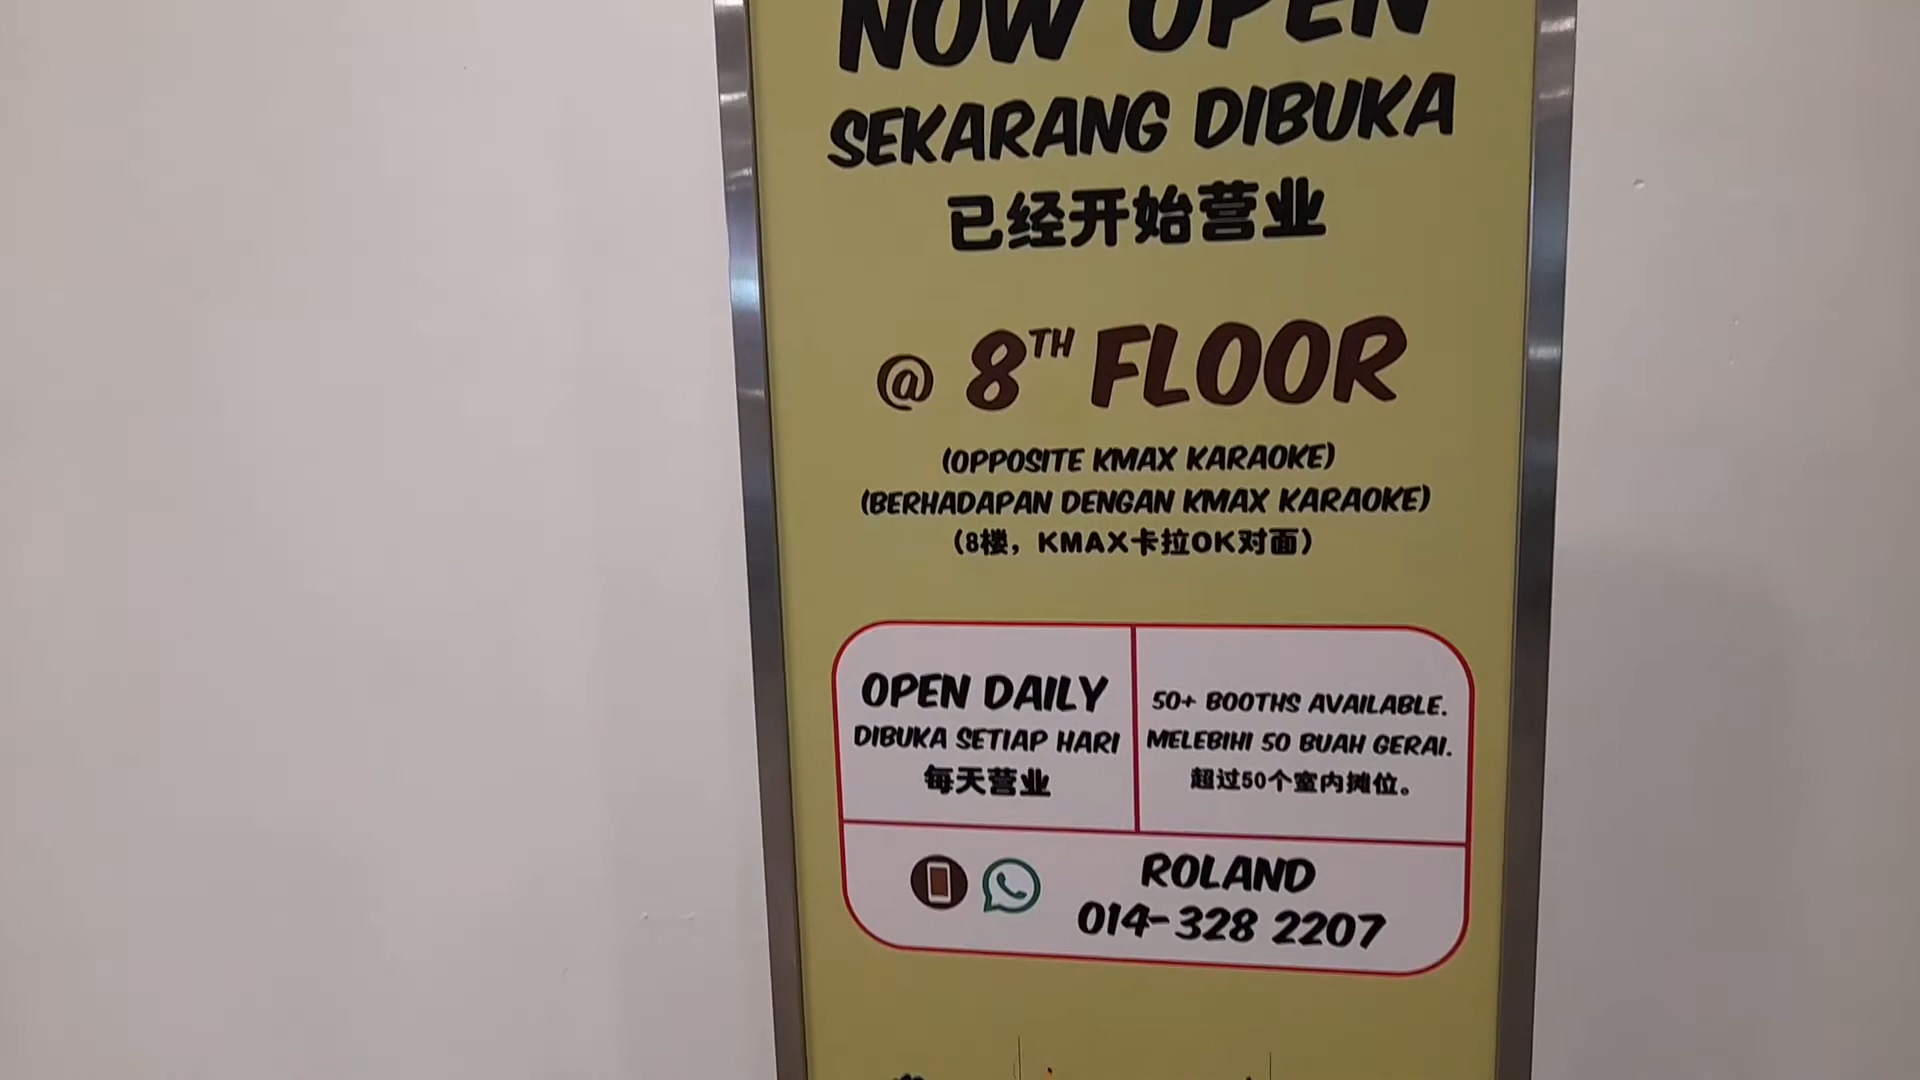 NOW OPEN
SEKARANG DIBUKA
已经开始营业
@ 8TH FLOOR
(OPPOSITE KMAX KARAOKE)
(BERHADAPAN DENGAN KMAX KARAOKE)
（8楼，KMAX卡拉OK对面）
OPEN DAILY
DIBUKA SETIAP HARI
每天营业
50+ BOOTHS AVAILABLE.
MELEBIHI 50 BUAH GERAI.
超过50个室内摊位。
ROLAND
014-328 2207